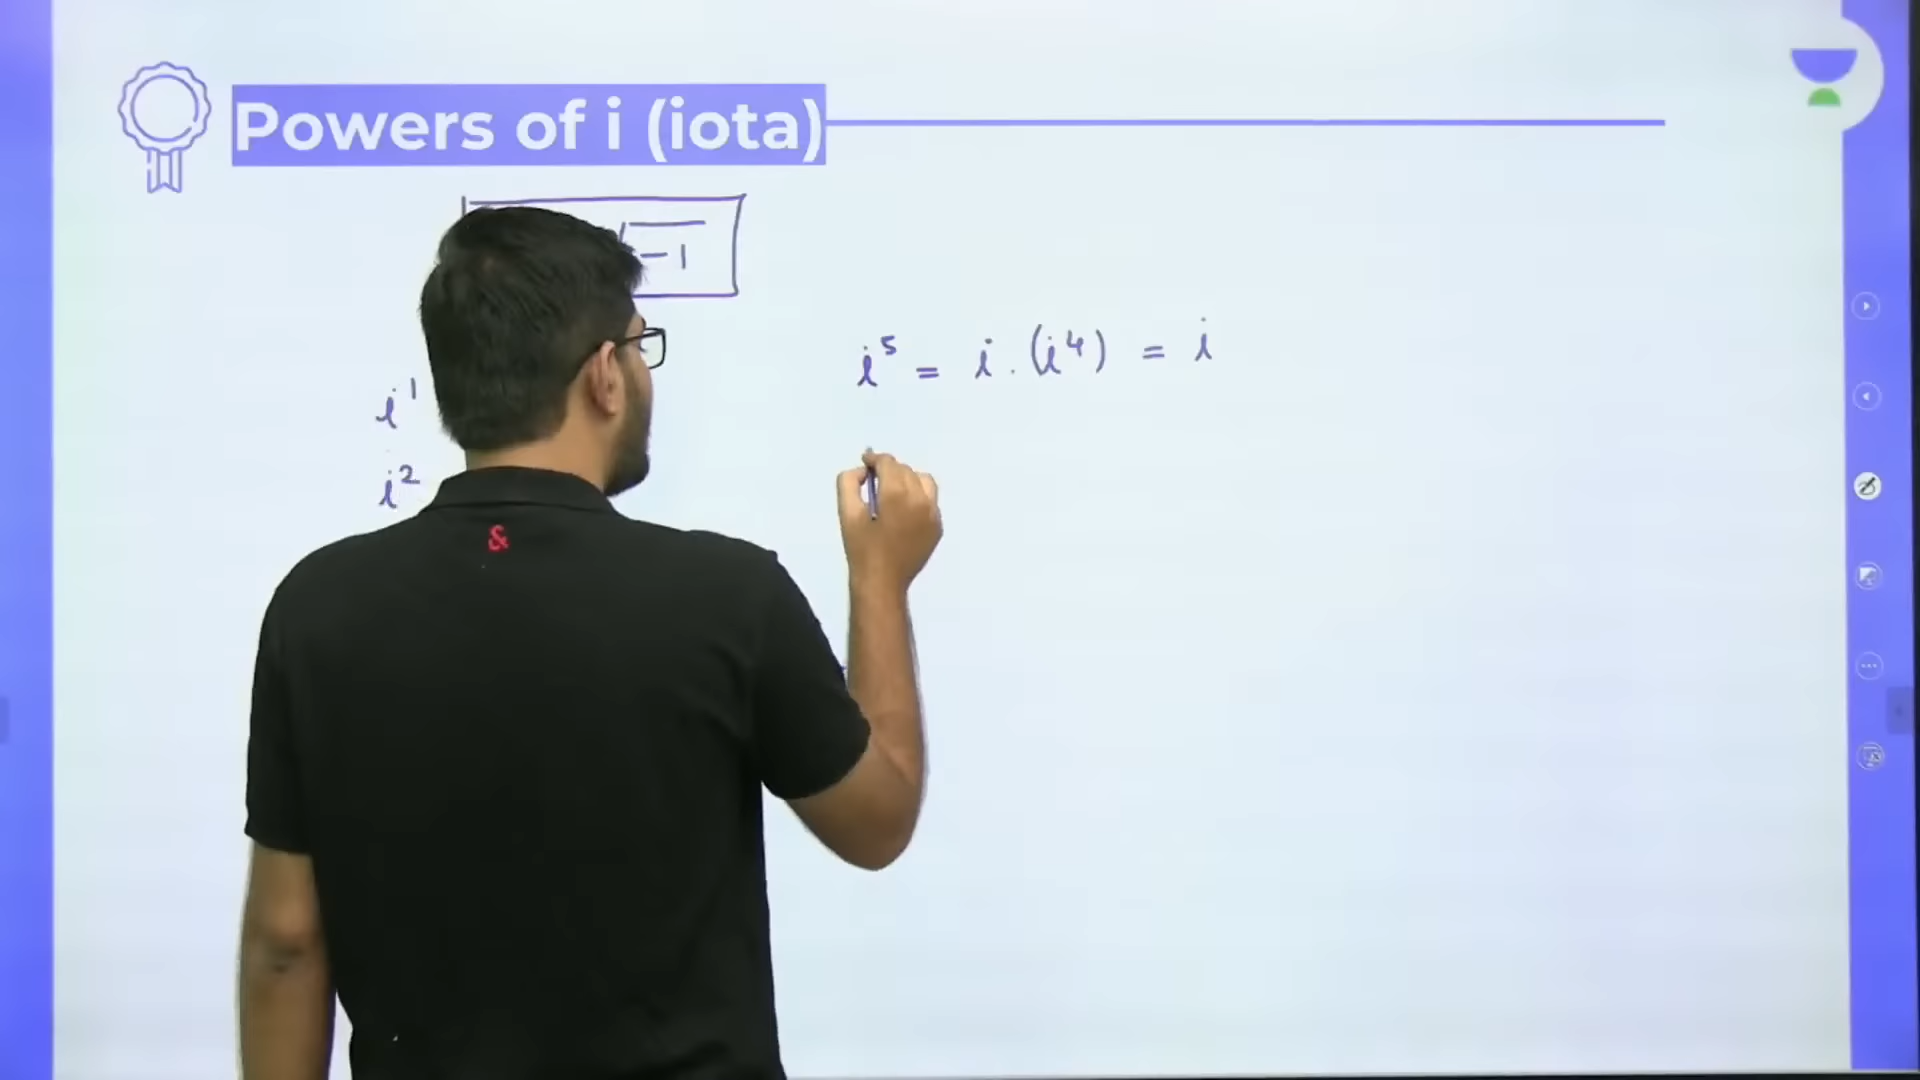 Powers of i (iota)
√-1
i⁵ = i . (i⁴) = i
i¹
i²
&